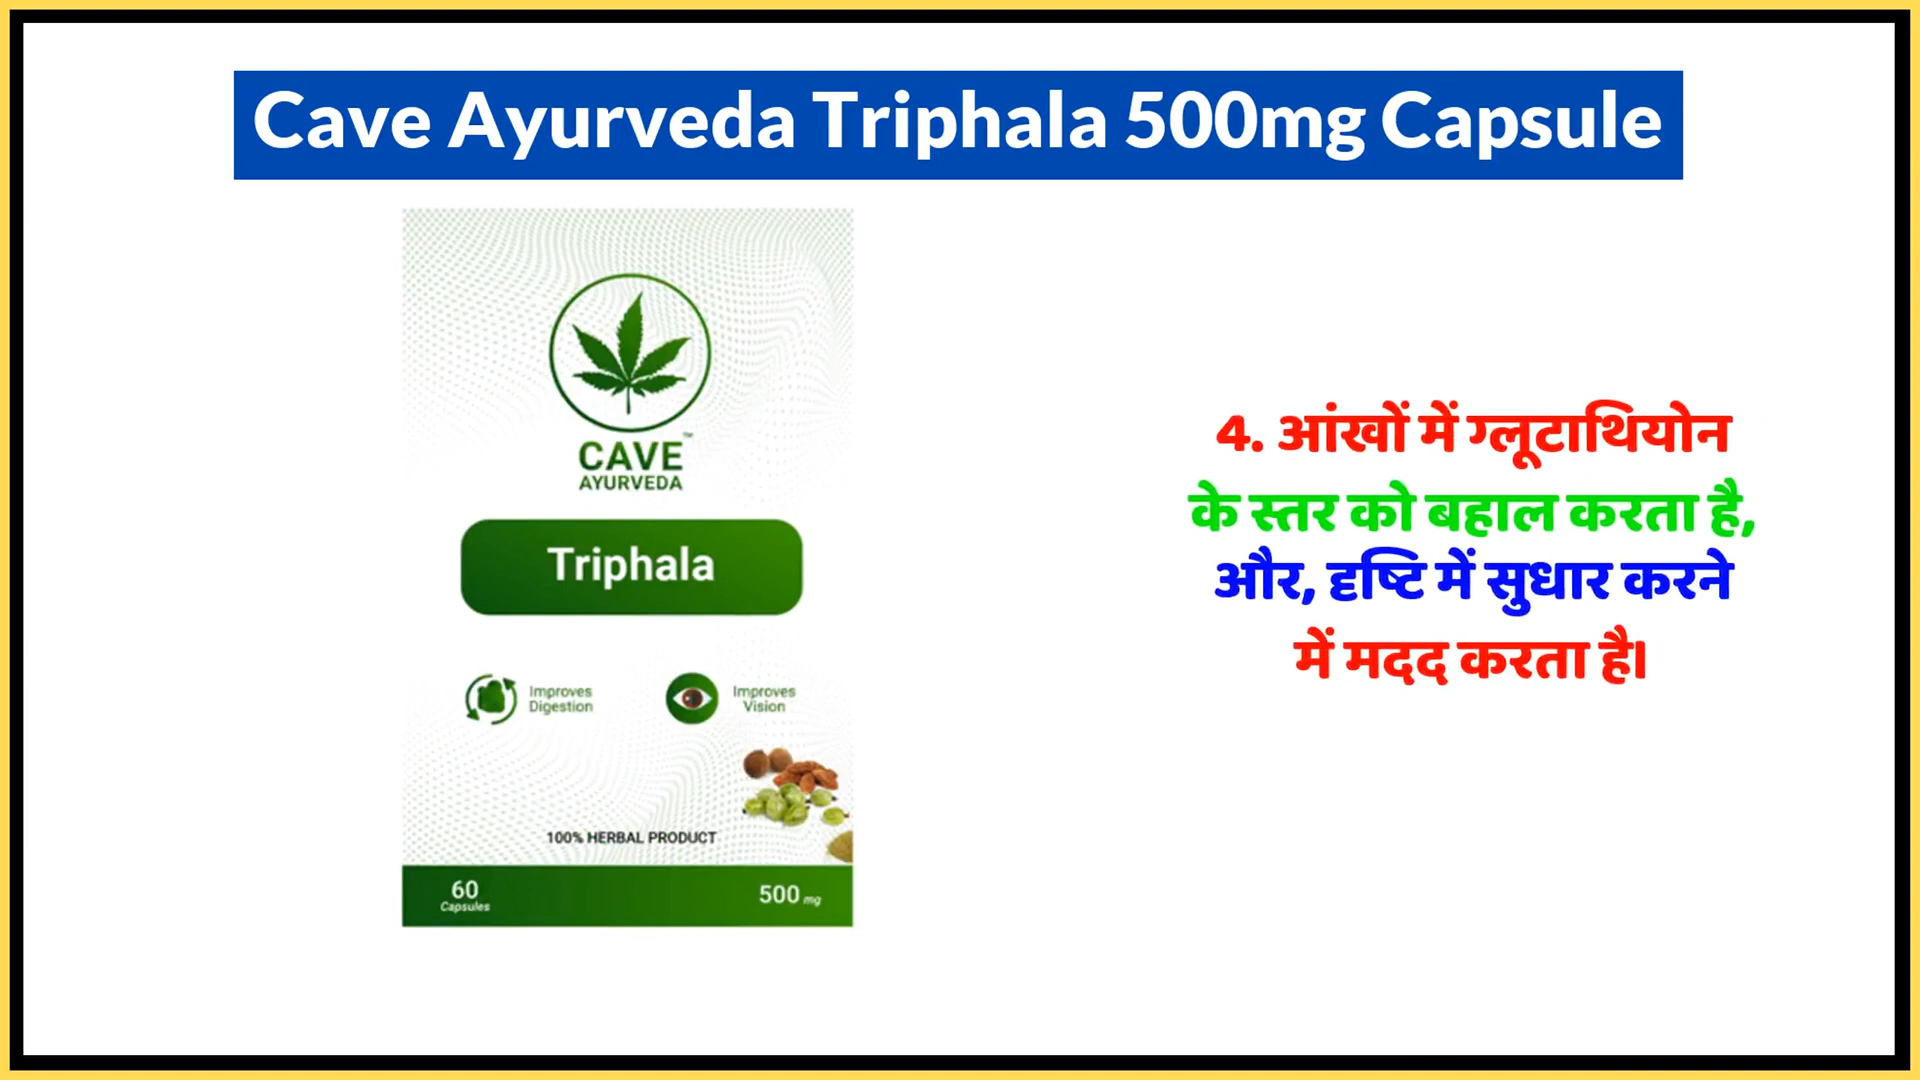 Cave Ayurveda Triphala 500mg Capsule
CAVE™
AYURVEDA
Triphala
Improves
Digestion
Improves
Vision
100% HERBAL PRODUCT
60
Capsules
500 mg
4. आंखों में ग्लूटाथियोन
के स्तर को बहाल करता है,
और, दृष्टि में सुधार करने
में मदद करता है।